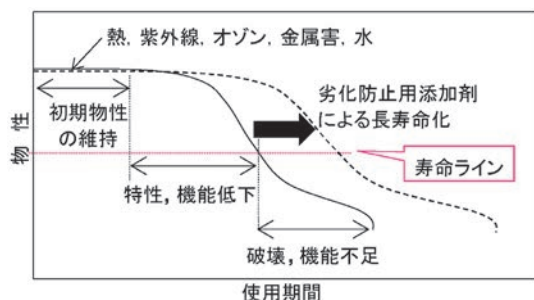 熱，紫外線，オゾン，金属害，水
初期物性
の維持
劣化防止用添加剤
による長寿命化
物性
寿命ライン
特性，機能低下
破壊，機能不足
使用期間